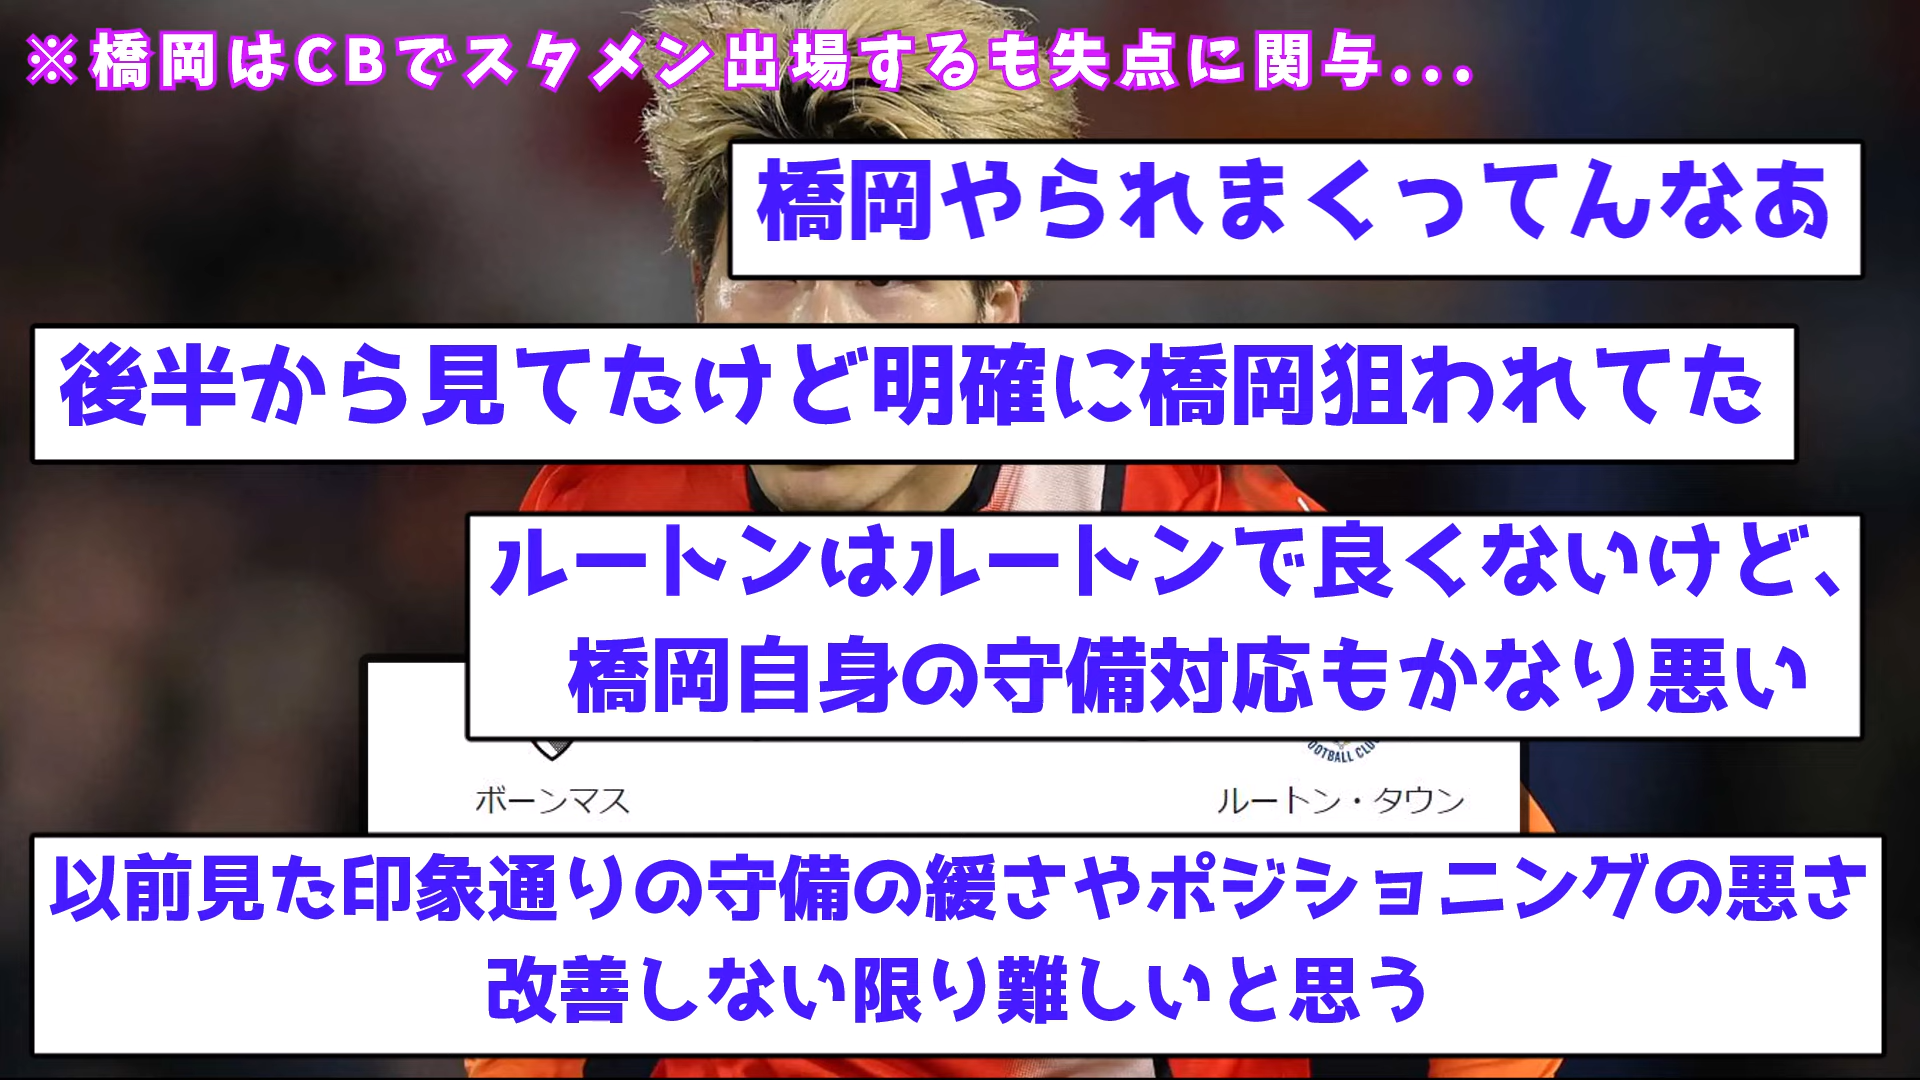 ※橋岡はCBでスタメン出場するも失点に関与...
橋岡やられまくってんなあ
後半から見てたけど明確に橋岡狙われてた
ルートンはルートンで良くないけど、
橋岡自身の守備対応もかなり悪い
OOTBALL CLU
ボーンマス
ルートン・タウン
以前見た印象通りの守備の緩さやポジショニングの悪さ
改善しない限り難しいと思う